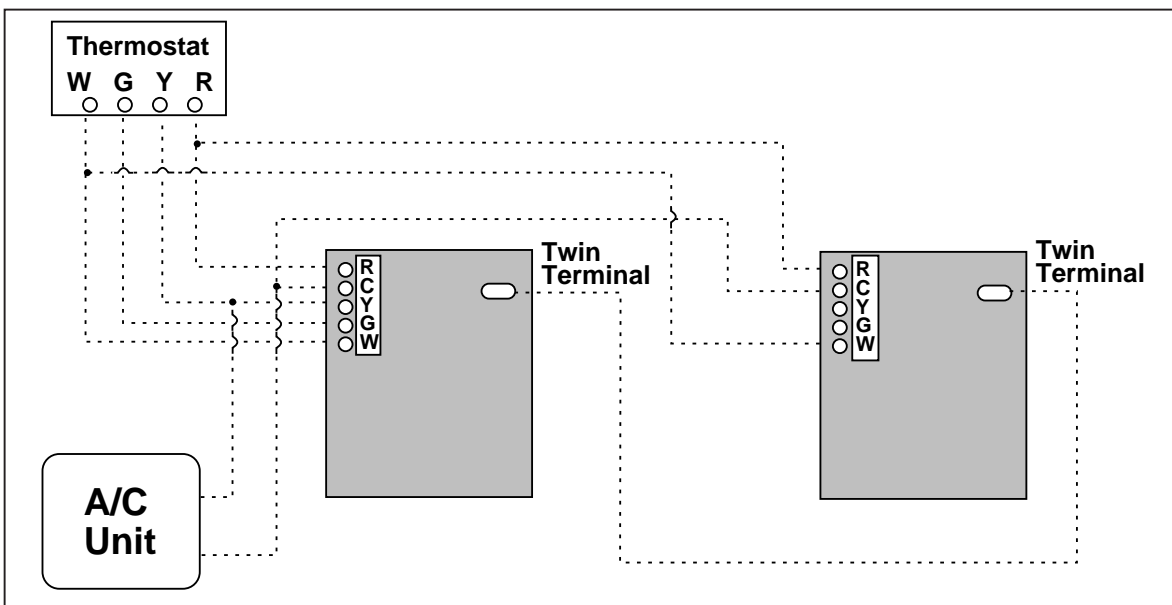 Thermostat
W G Y R
Twin
Terminal
R
C
Y
G
W
Twin
Terminal
R
C
Y
G
W
A/C
Unit